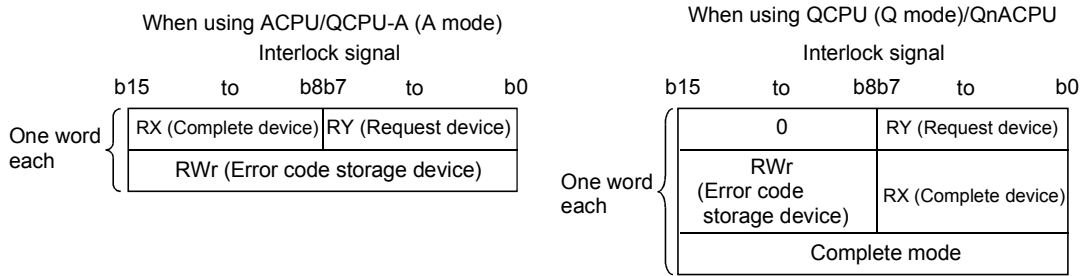 When using ACPU/QCPU-A (A mode)
Interlock signal
b15 to b8b7 to b0
One word each
RX (Complete device) RY (Request device)
RWr (Error code storage device)
When using QCPU (Q mode)/QnACPU
Interlock signal
b15 to b8b7 to b0
One word each
0 RY (Request device)
RWr
(Error code
storage device)
RX (Complete device)
Complete mode